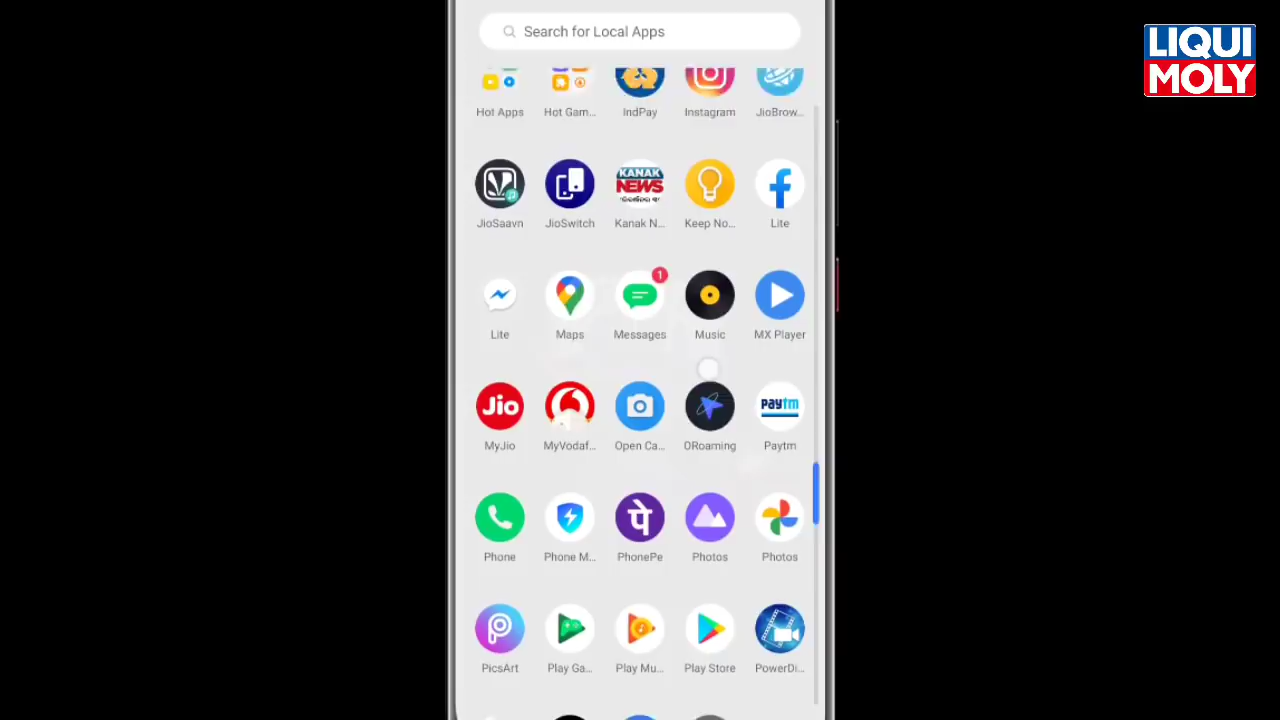 Search for Local Apps
LIQUI
MOLY
Hot Apps
Hot Gam...
IndPay
Instagram
JioBrow...
KANAK
NEWS
JioSaavn
JioSwitch
Kanak N...
Keep No...
Lite
1
Lite
Maps
Messages
Music
MX Player
Jio
paytm
MyJio
MyVodaf...
Open Ca...
ORoaming
Paytm
पे
Phone
Phone M...
PhonePe
Photos
Photos
PicsArt
Play Ga...
Play Mu...
Play Store
PowerDi...